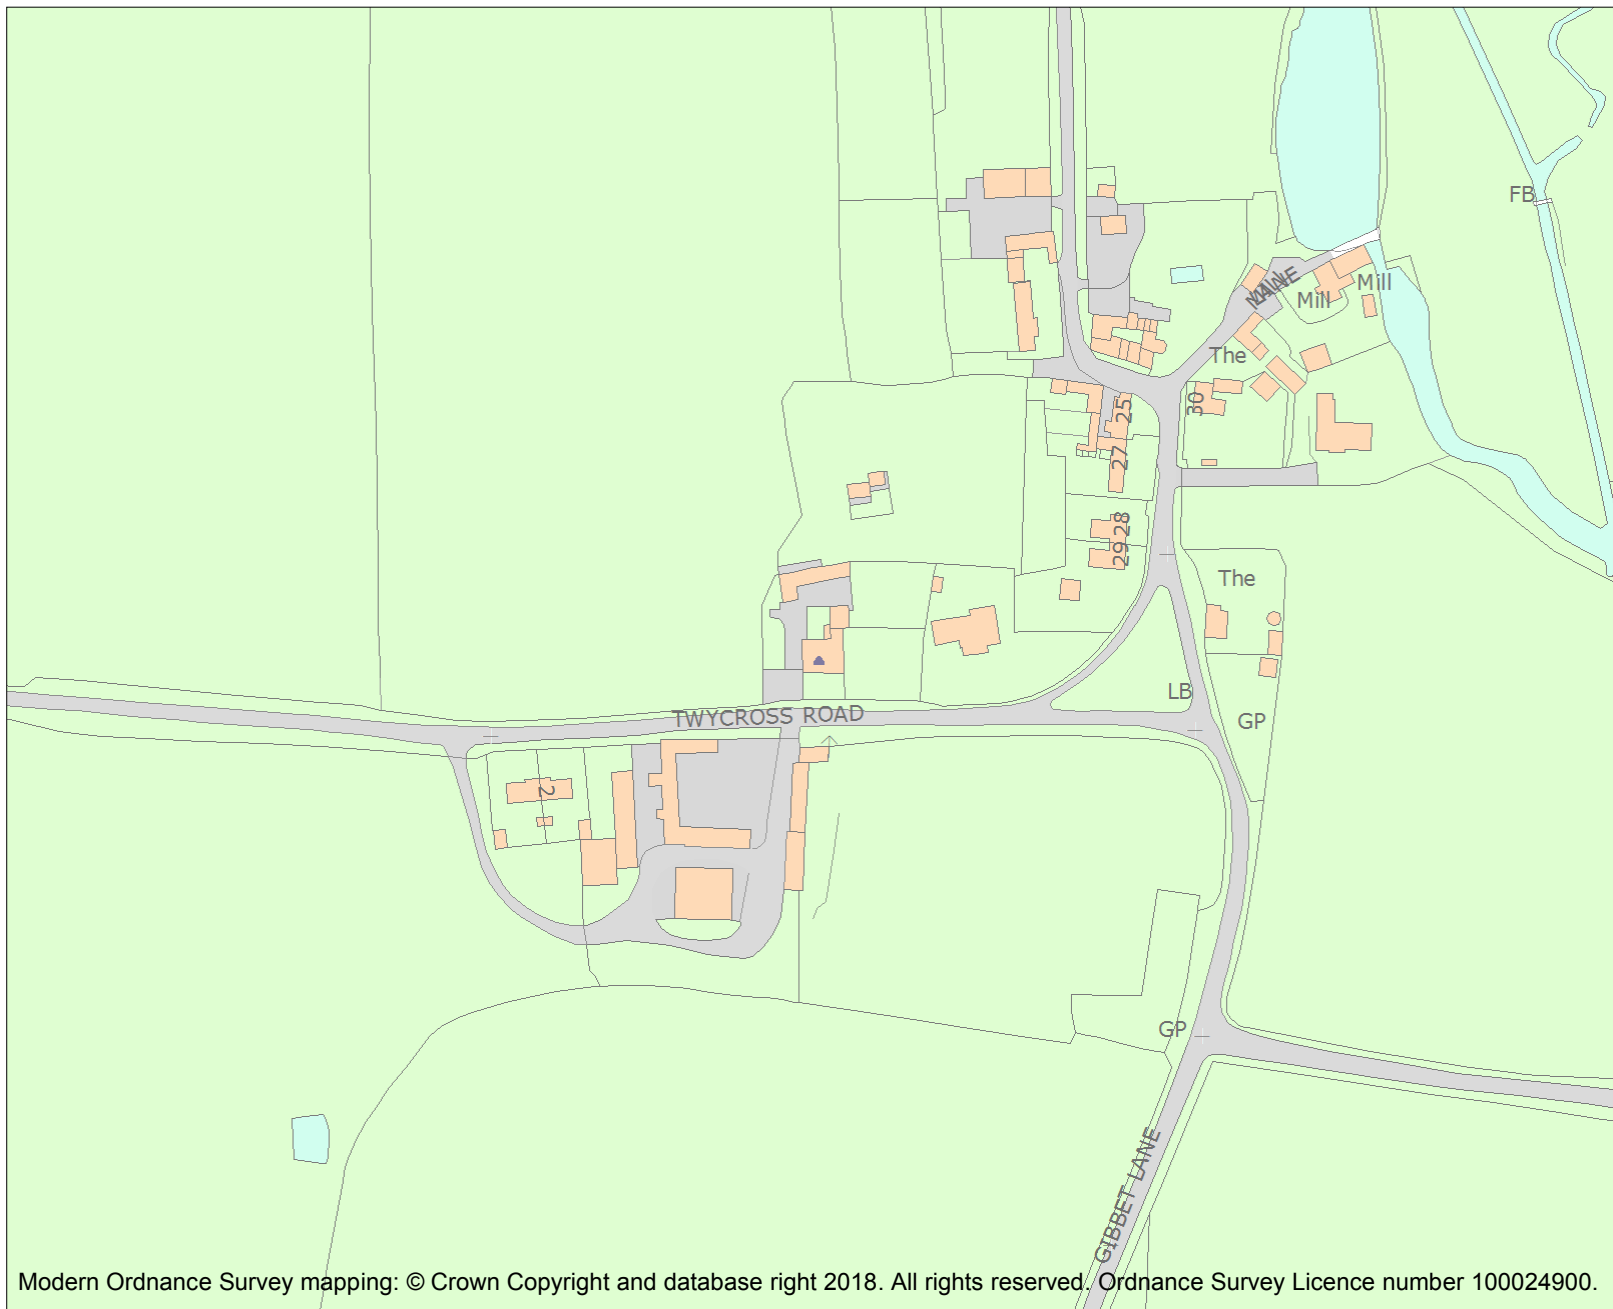 FB
MILL LANE
Mill
Mill
The
25
30
27
28
29
The
LB
TWYCROSS ROAD
GP
2
GP
GIBBET LANE
Modern Ordnance Survey mapping: © Crown Copyright and database right 2018. All rights reserved. Ordnance Survey Licence number 100024900.